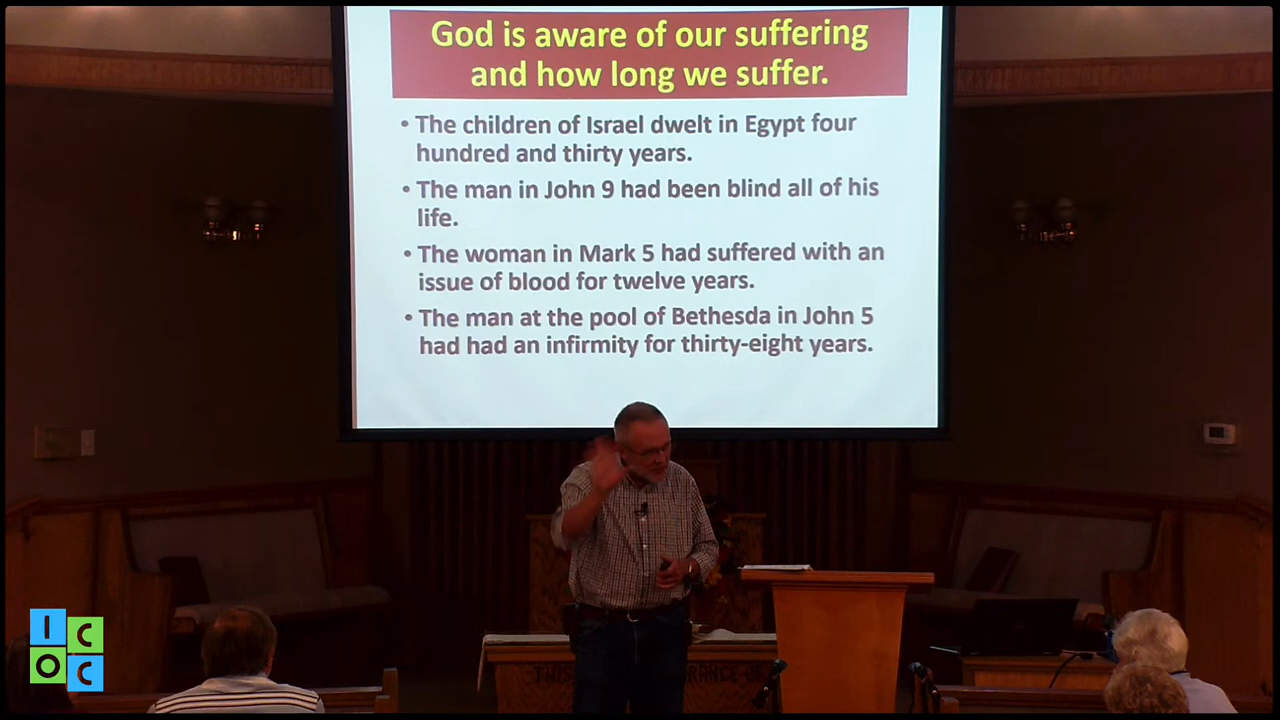 God is aware of our suffering
and how long we suffer.
• The children of Israel dwelt in Egypt four
hundred and thirty years.
• The man in John 9 had been blind all of his
life.
• The woman in Mark 5 had suffered with an
issue of blood for twelve years.
• The man at the pool of Bethesda in John 5
had had an infirmity for thirty-eight years.
THIS
OF
I C
O C